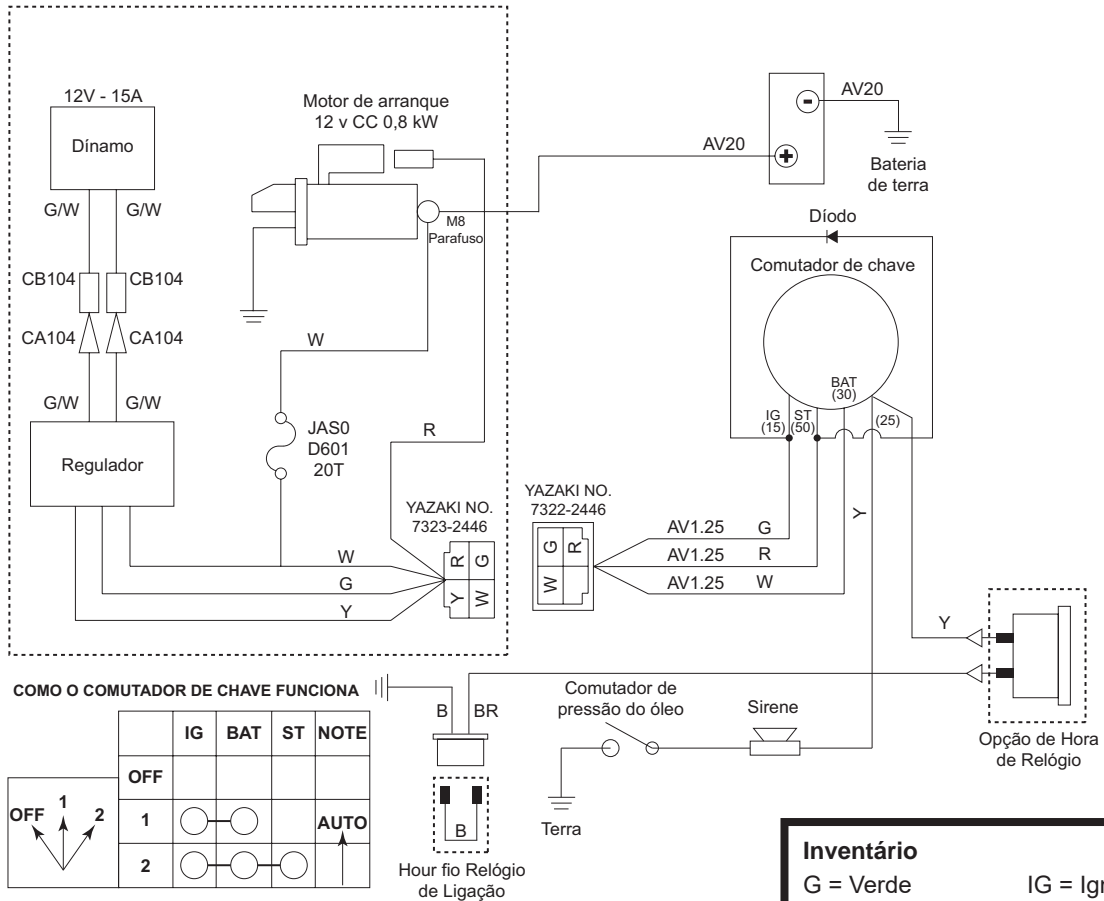 12V - 15A
Dínamo
G/W
G/W
CB104
CB104
CA104
CA104
G/W
G/W
Regulador
Motor de arranque
12 v CC 0,8 kW
M8
Parafuso
W
JAS0
D601
20T
R
YAZAKI NO.
7323-2446
R
G
Y
W
W
G
Y
AV20
AV20
-
+
Bateria
de terra
Díodo
Comutador de chave
BAT
(30)
IG
(15)
ST
(50)
(25)
YAZAKI NO.
7322-2446
G
R
W
AV1.25 G
AV1.25 R
AV1.25 W
Y
Y
Opção de Hora
de Relógio
COMO O COMUTADOR DE CHAVE FUNCIONA
IG BAT ST NOTE
OFF
1 AUTO
2
OFF 1 2
B BR
B
Hour fio Relógio
de Ligação
Comutador de
pressão do óleo
Sirene
Terra
Inventário
G = Verde IG = Igr